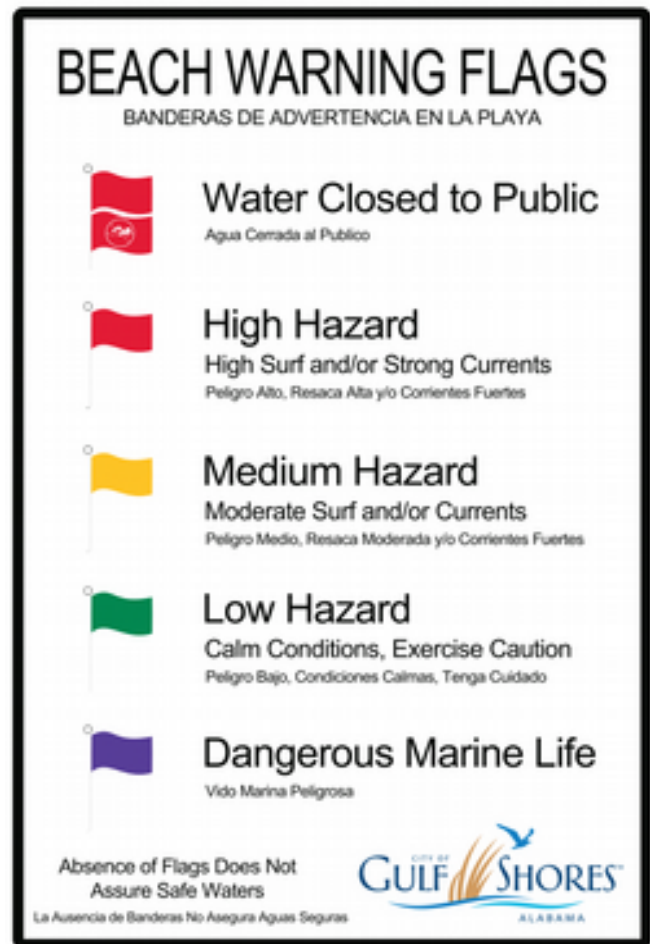 BEACH WARNING FLAGS
BANDERAS DE ADVERTENCIA EN LA PLAYA
Water Closed to Public
Agua Cerrada al Publico
High Hazard
High Surf and/or Strong Currents
Peligro Alto, Resaca Alta y/o Corrientes Fuertes
Medium Hazard
Moderate Surf and/or Currents
Peligro Medio, Resaca Moderada y/o Corrientes Fuertes
Low Hazard
Calm Conditions, Exercise Caution
Peligro Bajo, Condiciones Calmas, Tenga Cuidado
Dangerous Marine Life
Vido Marina Peligrosa
Absence of Flags Does Not
Assure Safe Waters
La Ausencia de Banderas No Asegura Aguas Seguras
CITY OF
GULF SHORES
ALABAMA